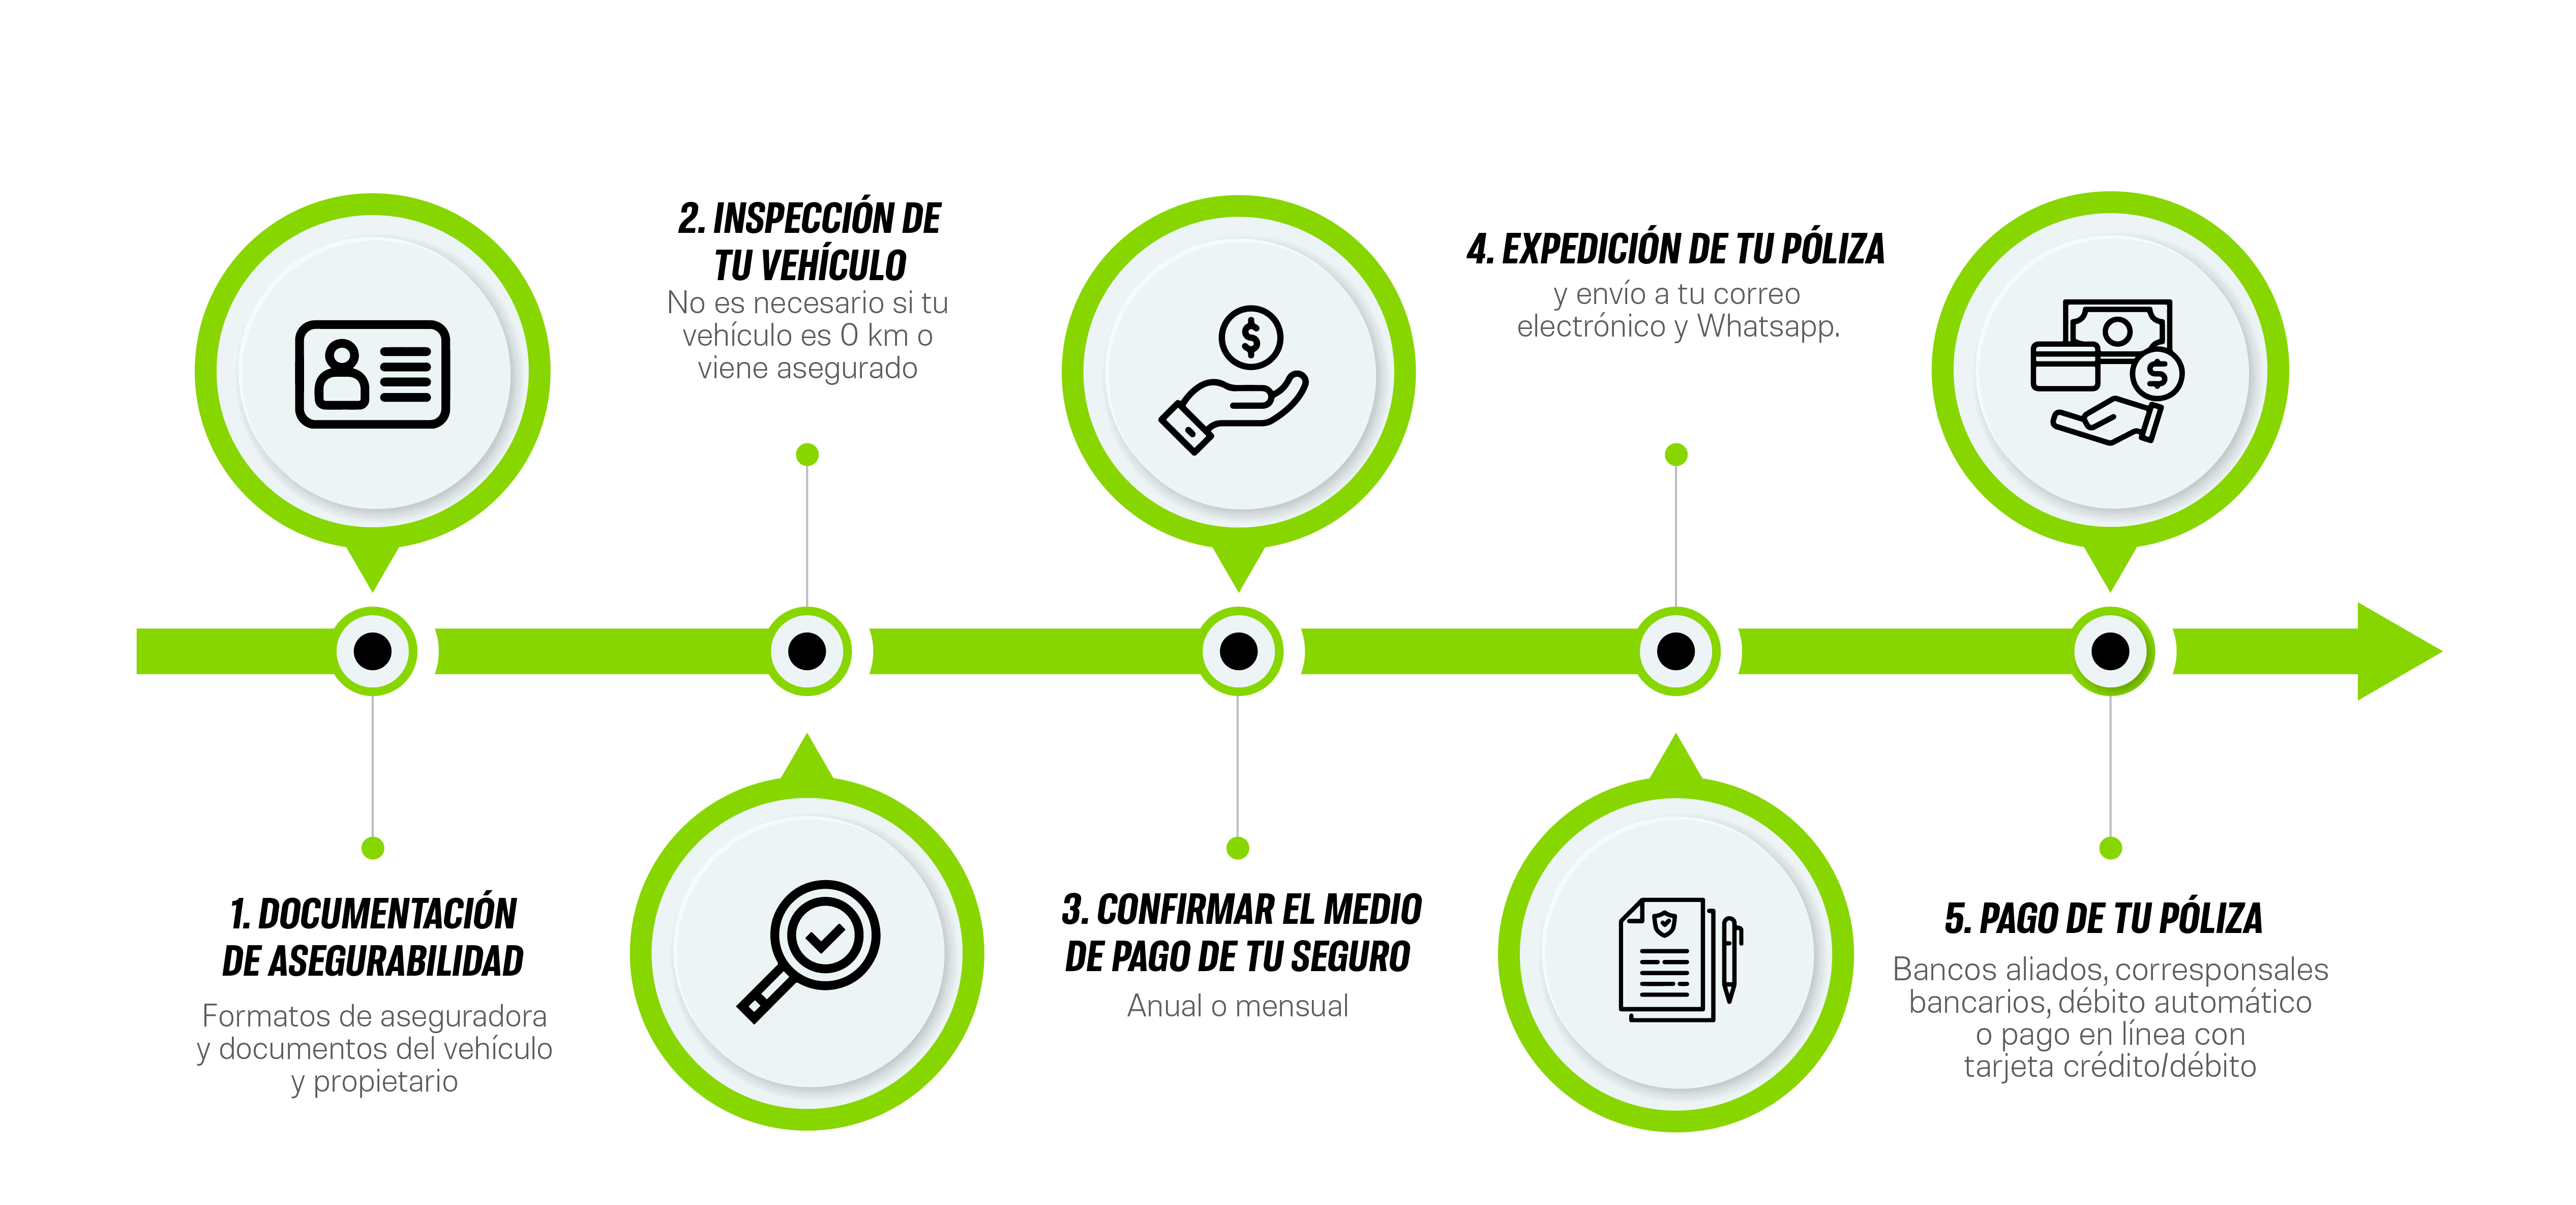 1. DOCUMENTACIÓN
DE ASEGURABILIDAD
Formatos de aseguradora
y documentos del vehículo
y propietario
2. INSPECCIÓN DE
TU VEHÍCULO
No es necesario si tu
vehículo es 0 km o
viene asegurado
3. CONFIRMAR EL MEDIO
DE PAGO DE TU SEGURO
Anual o mensual
4. EXPEDICIÓN DE TU PÓLIZA
y envío a tu correo
electrónico y Whatsapp.
5. PAGO DE TU PÓLIZA
Bancos aliados, corresponsales
bancarios, débito automático
o pago en línea con
tarjeta crédito/débito